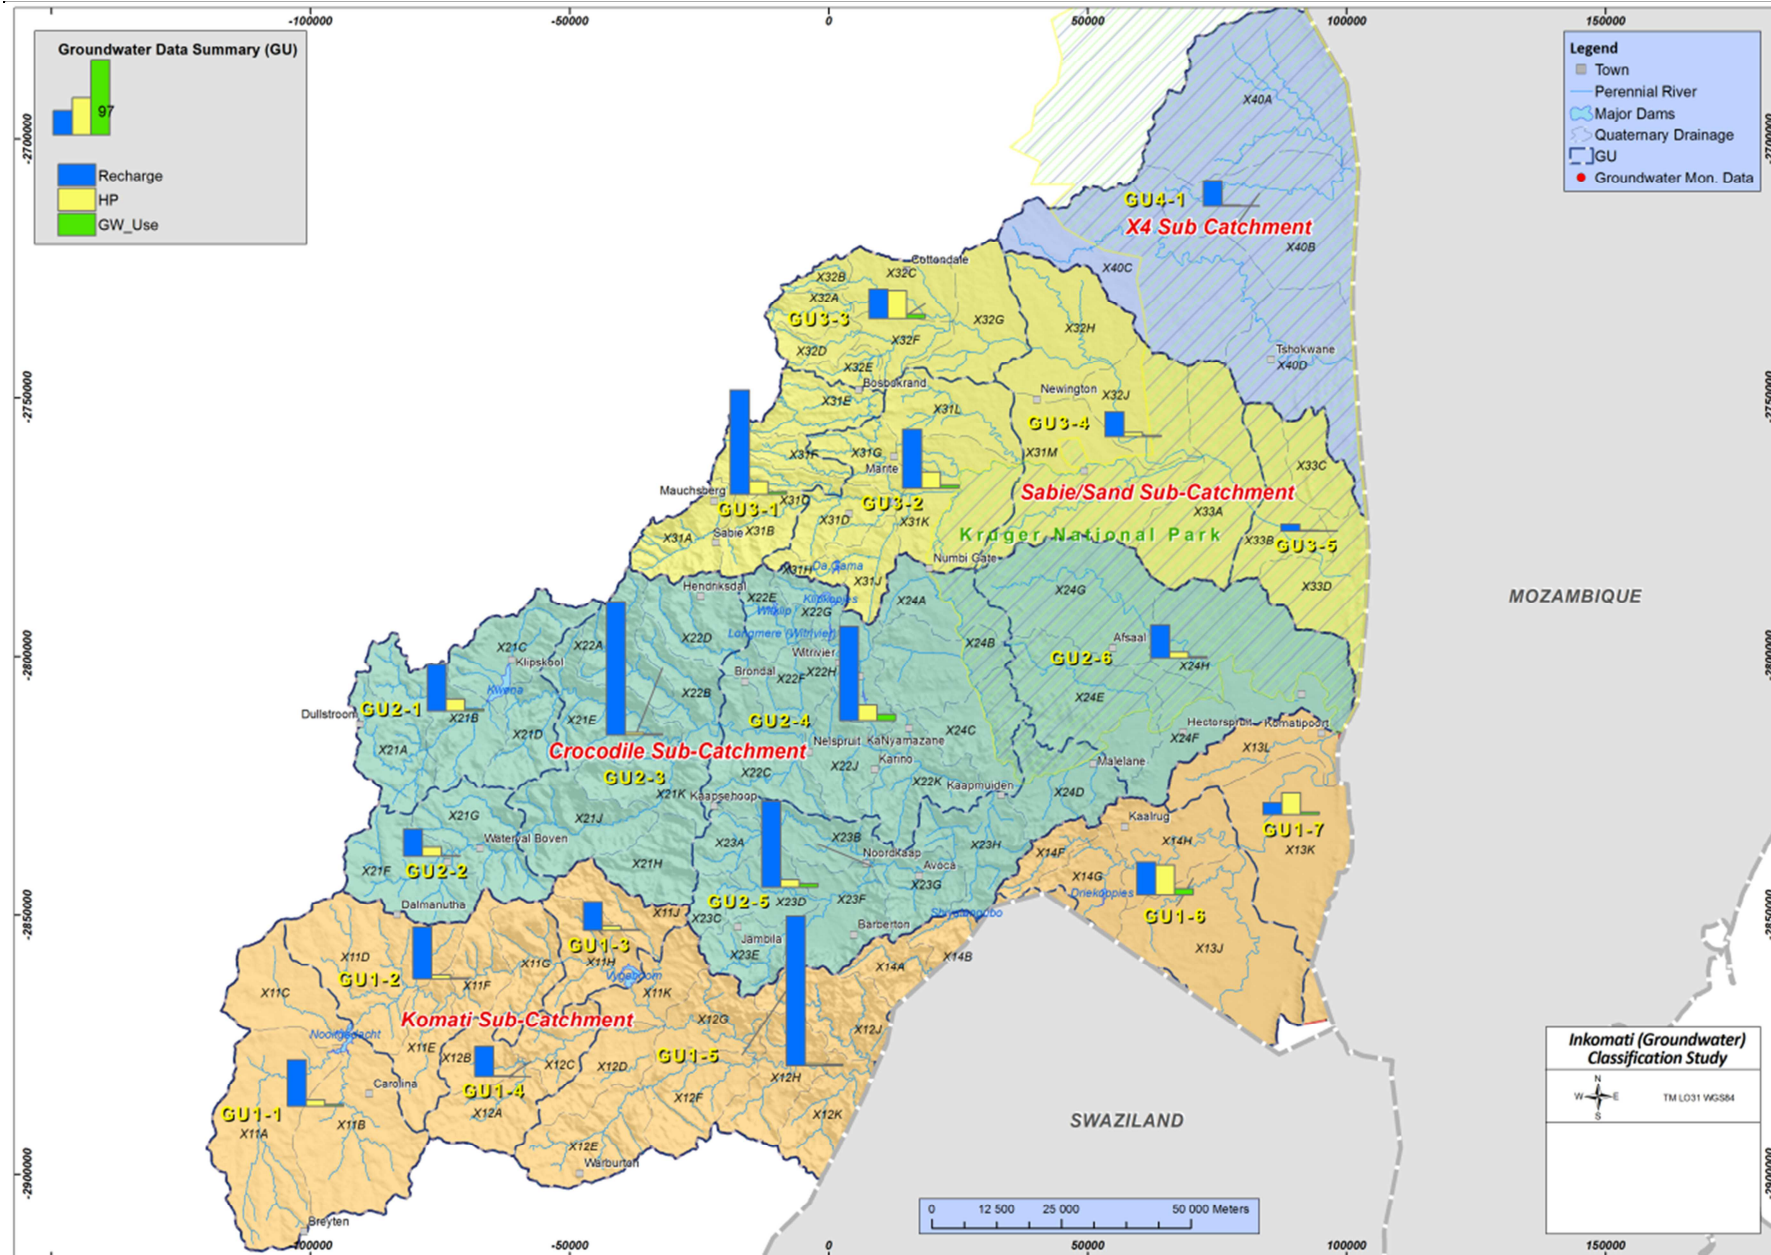 -100000
-50000
0
50000
100000
150000
Groundwater Data Summary (GU)
97
Recharge
HP
GW_Use
Legend
Town
Perennial River
Major Dams
Quaternary Drainage
GU
Groundwater Mon. Data
-2700000
-2700000
X40A
GU4-1
X4 Sub Catchment
X40B
X40C
Cottondale
X32B
X32C
X32A
GU3-3
X32G
X32H
X32F
X32D
X32E
Tshokwane
X40D
Bosbokrand
Newington
X32J
-2750000
-2750000
X31E
X31L
GU3-4
X31F
X31G
X31M
Marite
X33C
Mauchsberg
X31C
GU3-1
GU3-2
Sabie/Sand Sub-Catchment
X31D
X31K
X33A
Sabie
X31B
X31A
Kruger National Park
X33B
GU3-5
MOZAMBIQUE
Numbi Gate
X31H
Da Gama
X31J
X33D
Hendriksdal
X22E
Klipkopjes
X24A
X24G
Witklip
X22G
Longmere (Witrivier)
X22D
X24B
Afsaal
X21C
X22A
Klipskool
Witrivier
GU2-6
X24H
-2800000
-2800000
Brondal
X22F
X22H
Kwena
X22B
X24E
Dullstroom
GU2-1
X21B
X21E
GU2-4
Hectorspruit
Komatipoort
X21D
X24C
X24F
Nelspruit
KaNyamazane
X13L
X21A
Crocodile Sub-Catchment
Karino
Malelane
X22C
X22J
GU2-3
X22K
Kaapmuiden
X24D
X21K
Kaapsehoop
X21G
X21J
Kaalrug
GU1-7
Waterval Boven
X23A
X23B
X23H
X14H
X13K
Noordkaap
X14F
X21F
GU2-2
X21H
Avoca
X14G
X23G
Driekoppies
GU2-5
X23D
X23F
Dalmanutha
X11J
X23C
Shiyalongubo
GU1-6
-2850000
-2850000
Barberton
GU1-3
Jambila
X23E
X13J
X11D
X11G
X11H
X14A
X14B
GU1-2
Vygeboom
X11F
X11C
X11K
Komati Sub-Catchment
X12G
X12J
Nooitgedacht
X11E
X12B
X12C
X12D
GU1-5
X12H
Inkomati (Groundwater)
Classification Study
N
W
E
S
TM LO31 WGS84
Carolina
GU1-4
X12F
GU1-1
X12A
X12K
X11A
X11B
SWAZILAND
X12E
Warburton
-2900000
-2900000
0
12 500
25 000
50 000 Meters
Breyten
-100000
-50000
0
50000
100000
150000